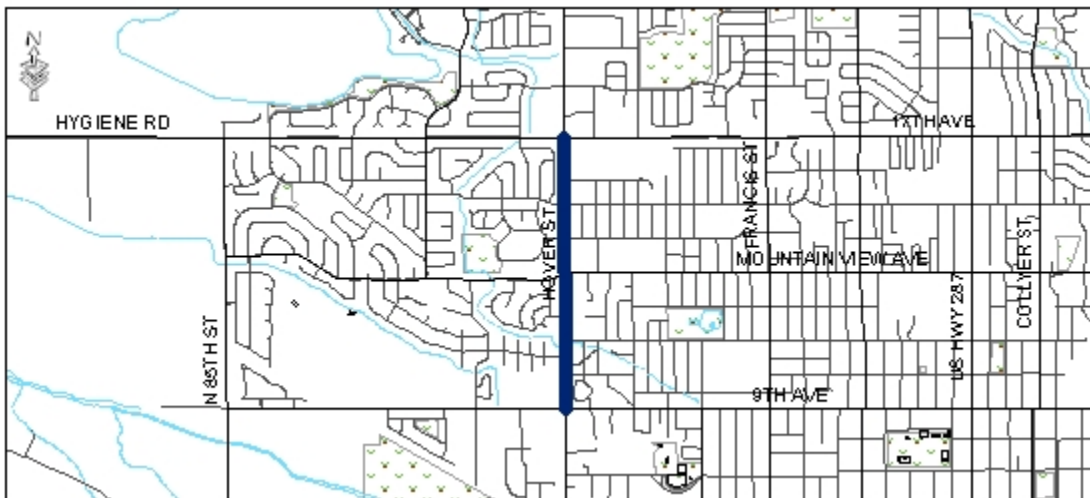 N
HYGIENE RD
17TH AVE
FRANCIS ST
HOVER ST
MOUNTAIN VIEW AVE
COLLYER ST
US HWY 287
N 85TH ST
9TH AVE